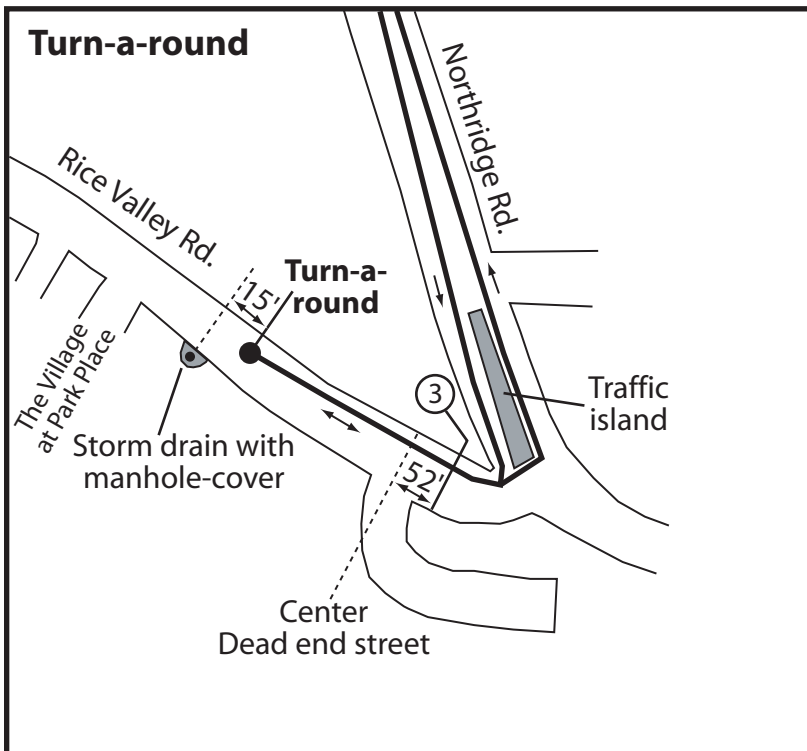 Turn-a-round
Northridge Rd.
Rice Valley Rd.
Turn-a-
round
15'
The Village
at Park Place
3
Traffic
island
Storm drain with
manhole-cover
52'
Center
Dead end street